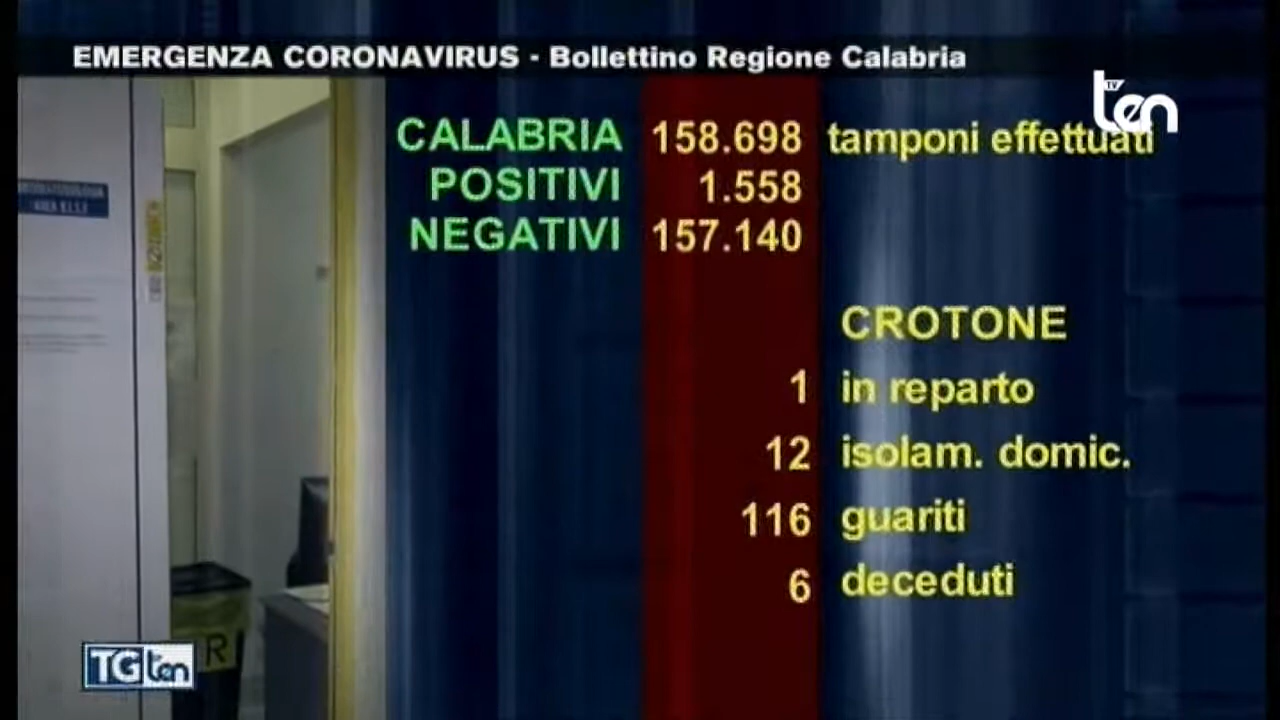 EMERGENZA CORONAVIRUS - Bollettino Regione Calabria
TV
ten
CALABRIA 158.698 tamponi effettuati
POSITIVI 1.558
NEGATIVI 157.140
CROTONE
1 in reparto
12 isolam. domic.
116 guariti
6 deceduti
R
TG ten